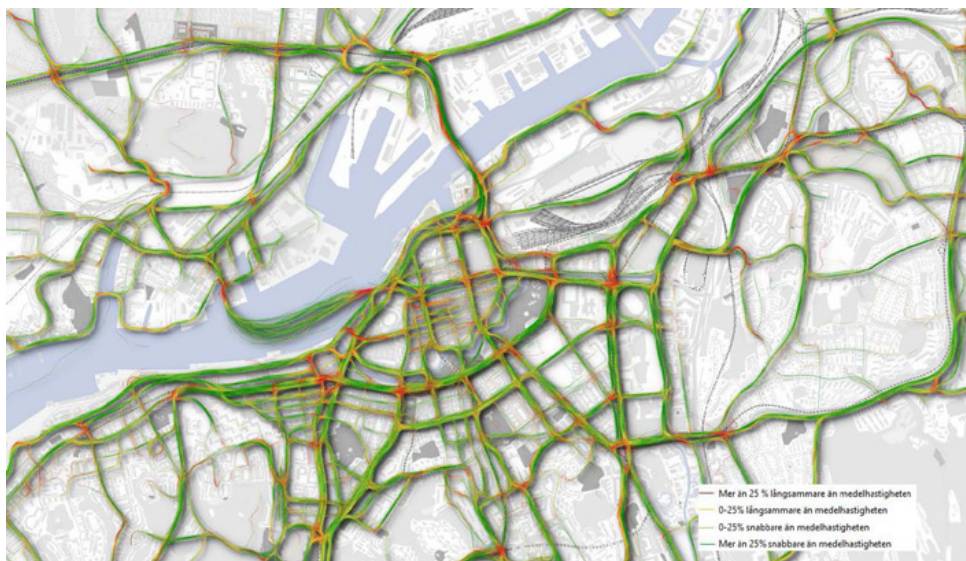 Mer än 25 % långsammare än medelhastigheten
0-25% långsammare än medelhastigheten
0-25% snabbare än medelhastigheten
Mer än 25% snabbare än medelhastigheten